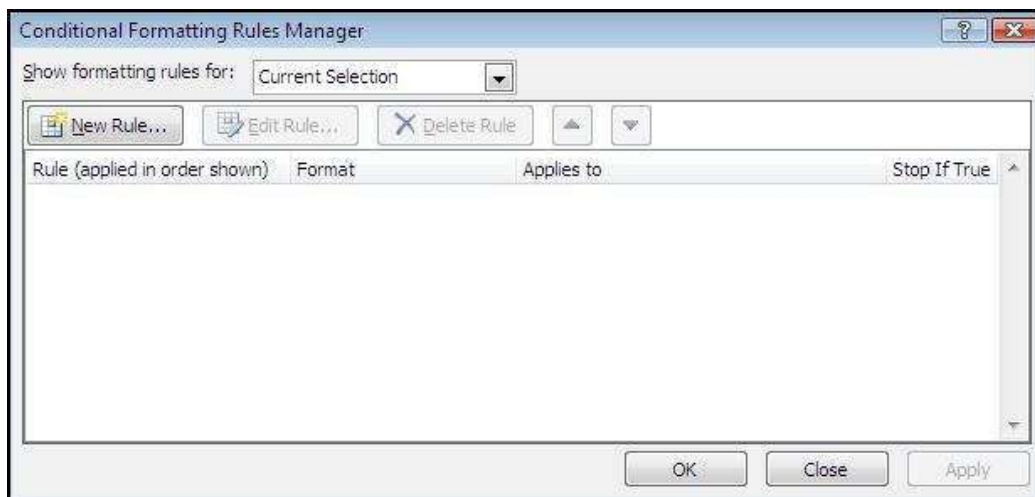 Conditional Formatting Rules Manager
Show formatting rules for: Current Selection
New Rule... Edit Rule... Delete Rule
Rule (applied in order shown) Format Applies to Stop If True
OK Close Apply